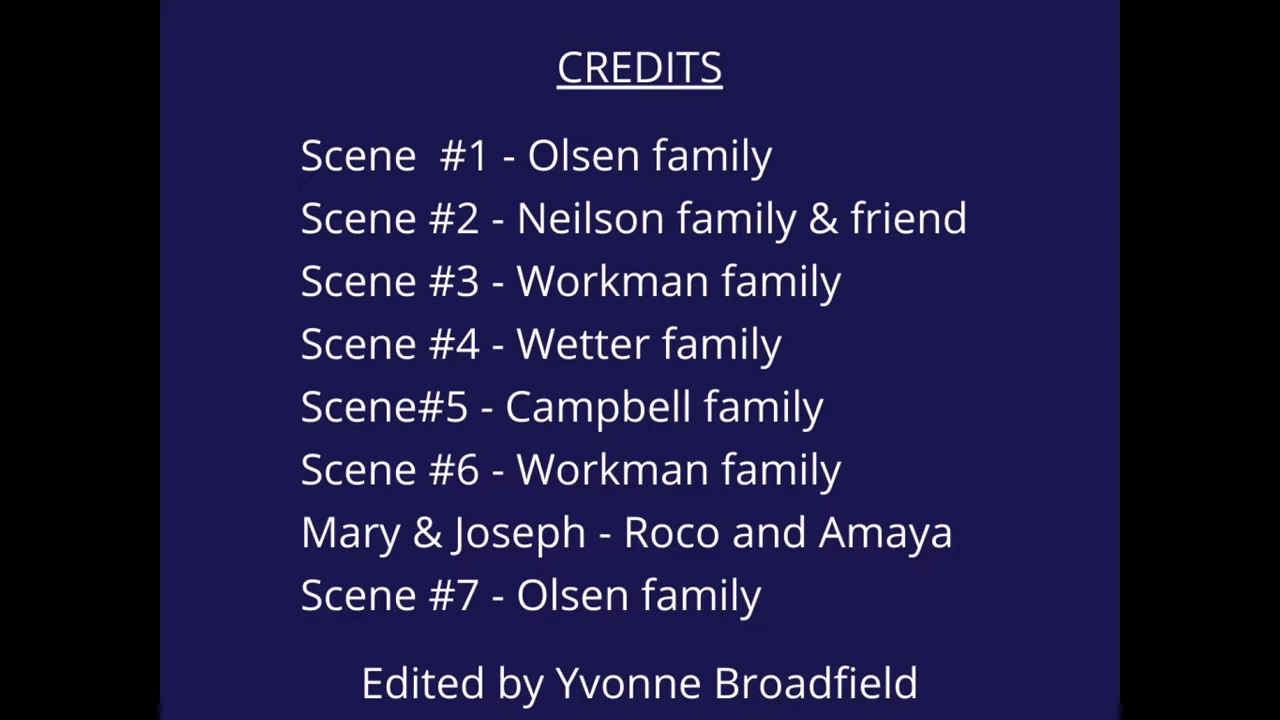 CREDITS
Scene  #1 - Olsen family
Scene #2 - Neilson family & friend
Scene #3 - Workman family
Scene #4 - Wetter family
Scene#5 - Campbell family
Scene #6 - Workman family
Mary & Joseph - Roco and Amaya
Scene #7 - Olsen family
Edited by Yvonne Broadfield